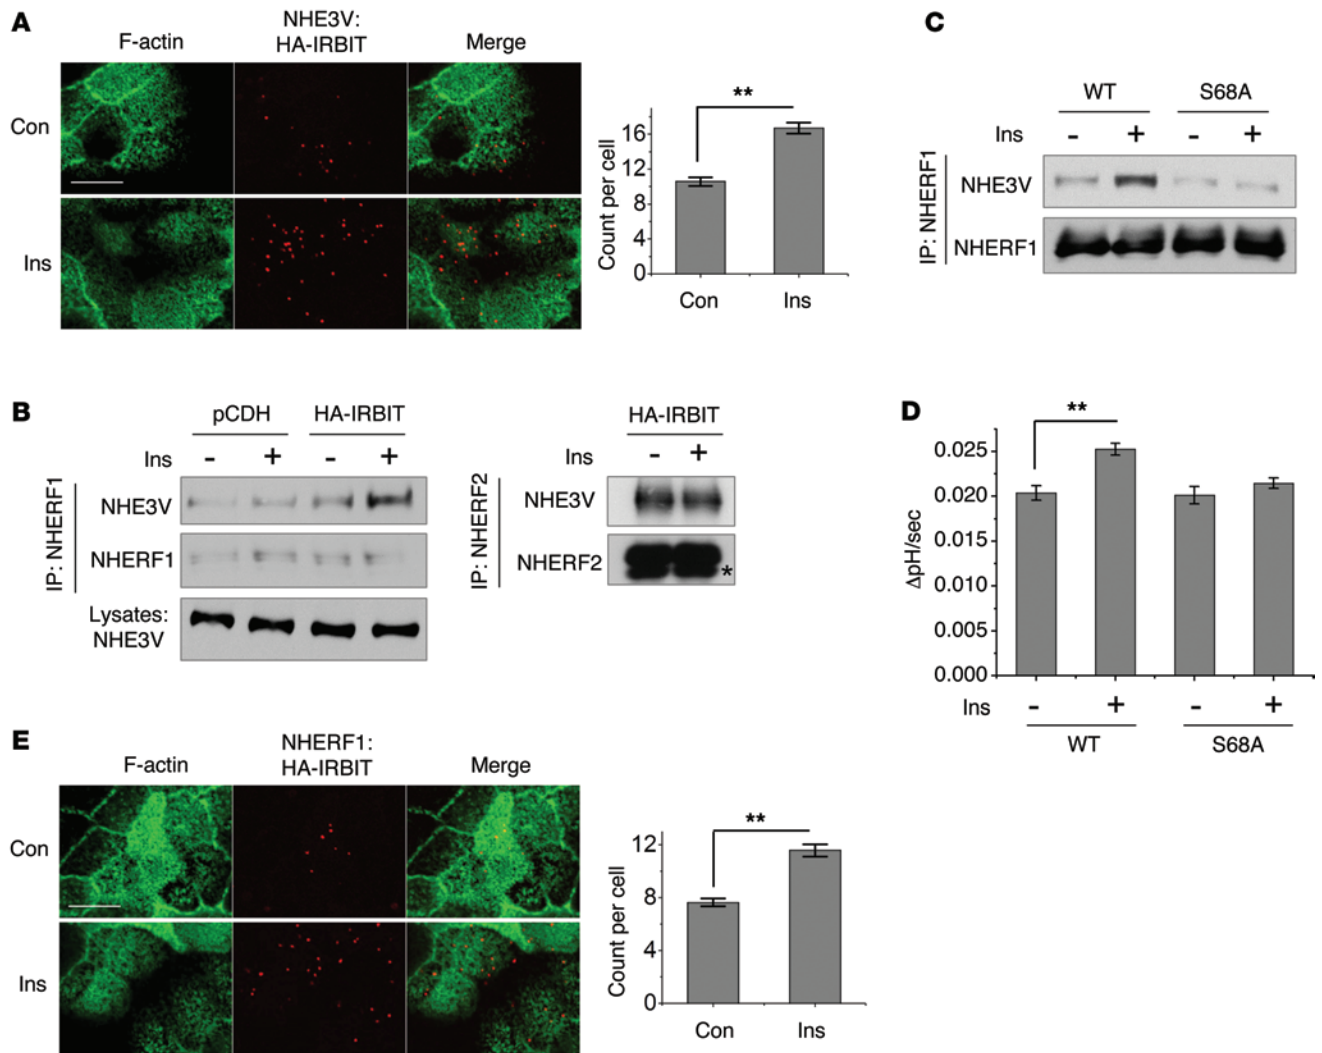 A
F-actin
NHE3V:
HA-IRBIT
Merge
Con
Ins
Count per cell
16
12
8
4
0
**
Con
Ins
C
WT
S68A
Ins
- + - +
IP: NHERF1
NHE3V
NHERF1
B
pCDH
HA-IRBIT
Ins
- + - +
IP: NHERF1
NHE3V
NHERF1
Lysates:
NHE3V
HA-IRBIT
Ins
- +
IP: NHERF2
NHE3V
NHERF2
*
D
**
ΔpH/sec
0.025
0.020
0.015
0.010
0.005
0.000
Ins
- + - +
WT
S68A
E
F-actin
NHERF1:
HA-IRBIT
Merge
Con
Ins
Count per cell
12
8
4
0
**
Con
Ins